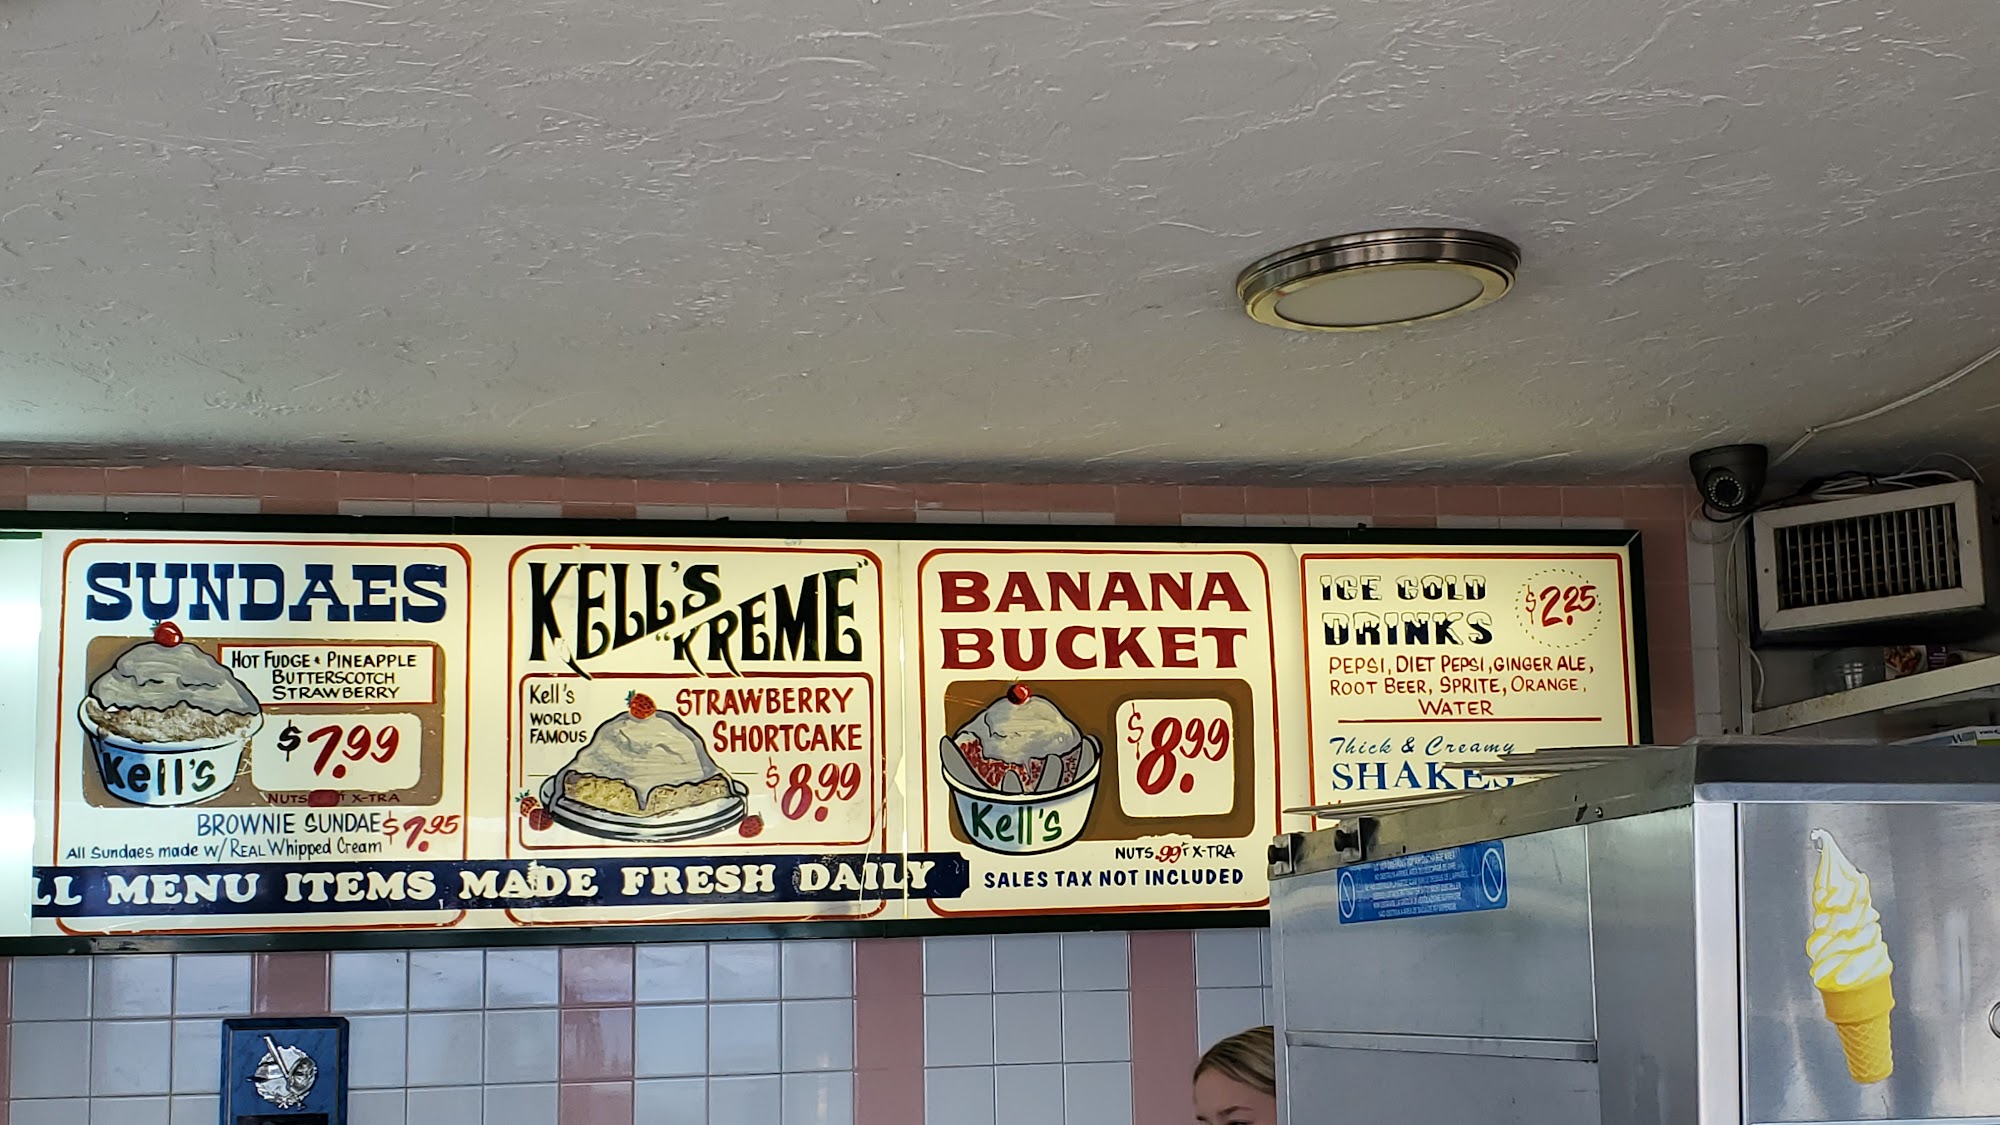 SUNDAES
HOT FUDGE • PINEAPPLE
BUTTERSCOTCH
STRAWBERRY
$7.99
Kell's
NUTS X-TRA
BROWNIE SUNDAE $7.95
All Sundaes made w/ REAL Whipped Cream
KELL'S
"KREME"
Kell's
WORLD
FAMOUS
STRAWBERRY
SHORTCAKE
$8.99
BANANA
BUCKET
$8.99
Kell's
NUTS .99¢ X-TRA
SALES TAX NOT INCLUDED
LL MENU ITEMS MADE FRESH DAILY
ICE COLD
DRINKS
$2.25
PEPSI, DIET PEPSI, GINGER ALE,
ROOT BEER, SPRITE, ORANGE,
WATER
Thick & Creamy
SHAKES